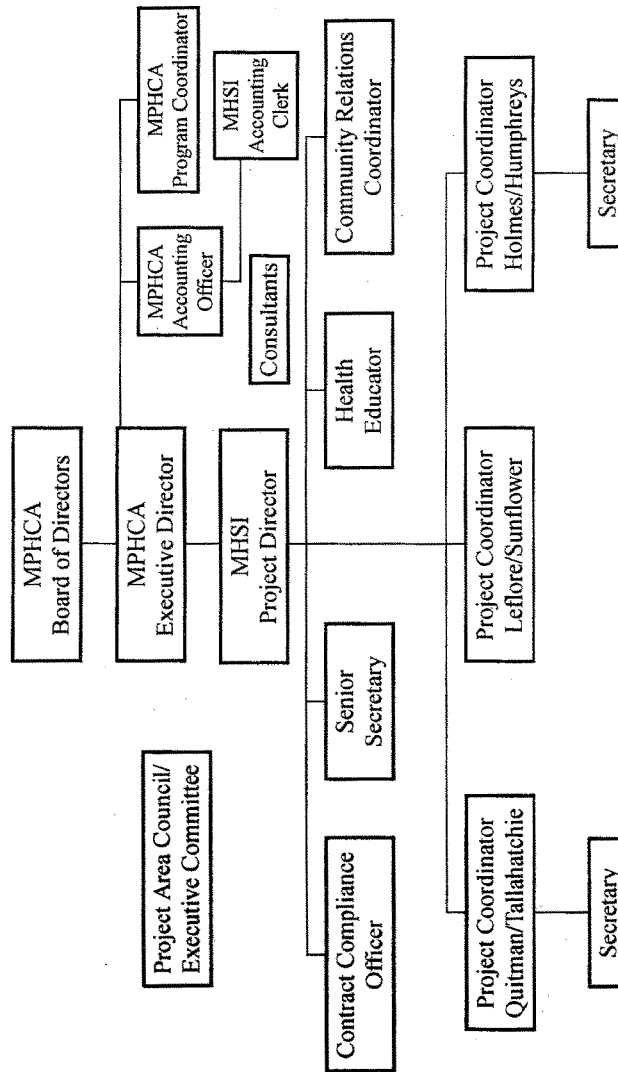 MPHCA
Board of Directors
Project Area Council/
Executive Committee
MPHCA
Executive Director
MPHCA
Accounting
Officer
MPHCA
Program Coordinator
MHSI
Project Director
Consultants
MHSI
Accounting
Clerk
Contract Compliance
Officer
Senior
Secretary
Health
Educator
Community Relations
Coordinator
Project Coordinator
Quitman/Tallahatchie
Project Coordinator
Leflore/Sunflower
Project Coordinator
Holmes/Humphreys
Secretary
Secretary